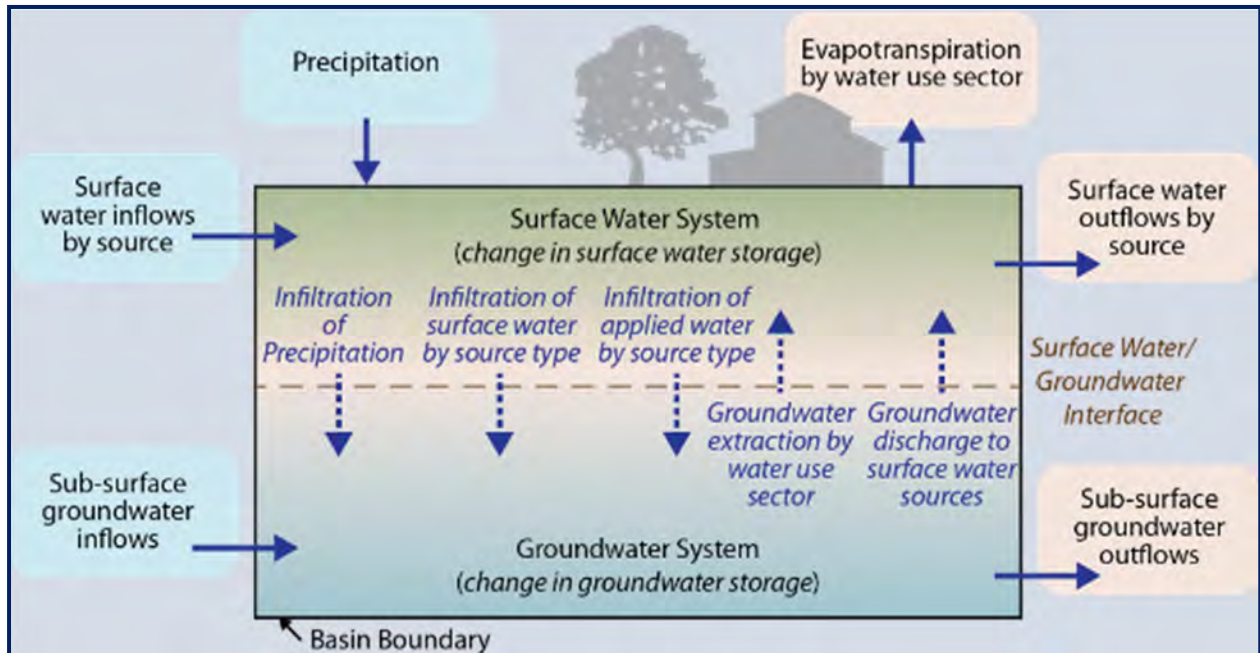 Precipitation
Evapotranspiration
by water use sector
Surface
water inflows
by source
Surface Water System
(change in surface water storage)
Surface water
outflows by
source
Infiltration
of
Precipitation
Infiltration of
surface water
by source type
Infiltration of
applied water
by source type
Surface Water/
Groundwater
Interface
Groundwater
extraction by
water use
sector
Groundwater
discharge to
surface water
sources
Sub-surface
groundwater
inflows
Groundwater System
(change in groundwater storage)
Sub-surface
groundwater
outflows
Basin Boundary